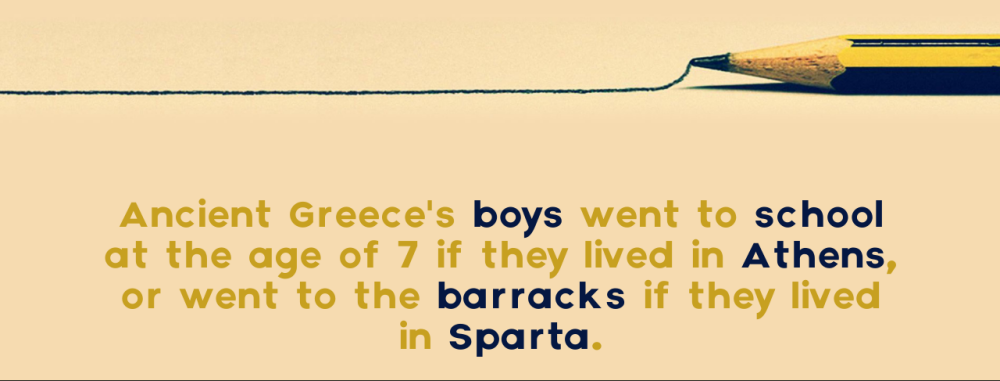 Ancient Greece's boys went to school
at the age of 7 if they lived in Athens,
or went to the barracks if they lived
in Sparta.